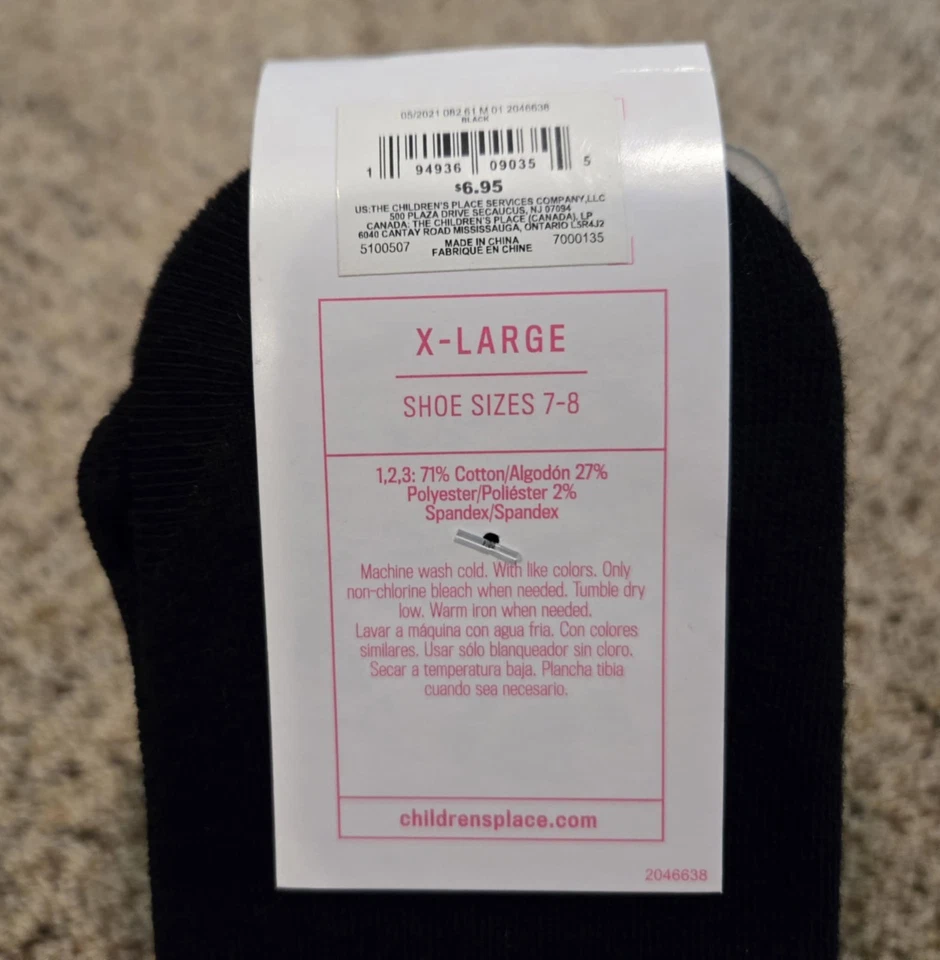 05/2021 082 61 M 01 2046638
BLACK
1 94936 09035 5
$6.95
US:THE CHILDREN'S PLACE SERVICES COMPANY,LLC
500 PLAZA DRIVE SECAUCUS, NJ 07094
CANADA: THE CHILDREN'S PLACE (CANADA), LP
6040 CANTAY ROAD MISSISSAUGA, ONTARIO L5R4J2
5100507 MADE IN CHINA 7000135
FABRIQUÉ EN CHINE
X-LARGE
SHOE SIZES 7-8
1,2,3: 71% Cotton/Algodón 27%
Polyester/Poliéster 2%
Spandex/Spandex
Machine wash cold. With like colors. Only
non-chlorine bleach when needed. Tumble dry
low. Warm iron when needed.
Lavar a máquina con agua fria. Con colores
similares. Usar sólo blanqueador sin cloro.
Secar a temperatura baja. Plancha tibia
cuando sea necesario.
childrensplace.com
2046638